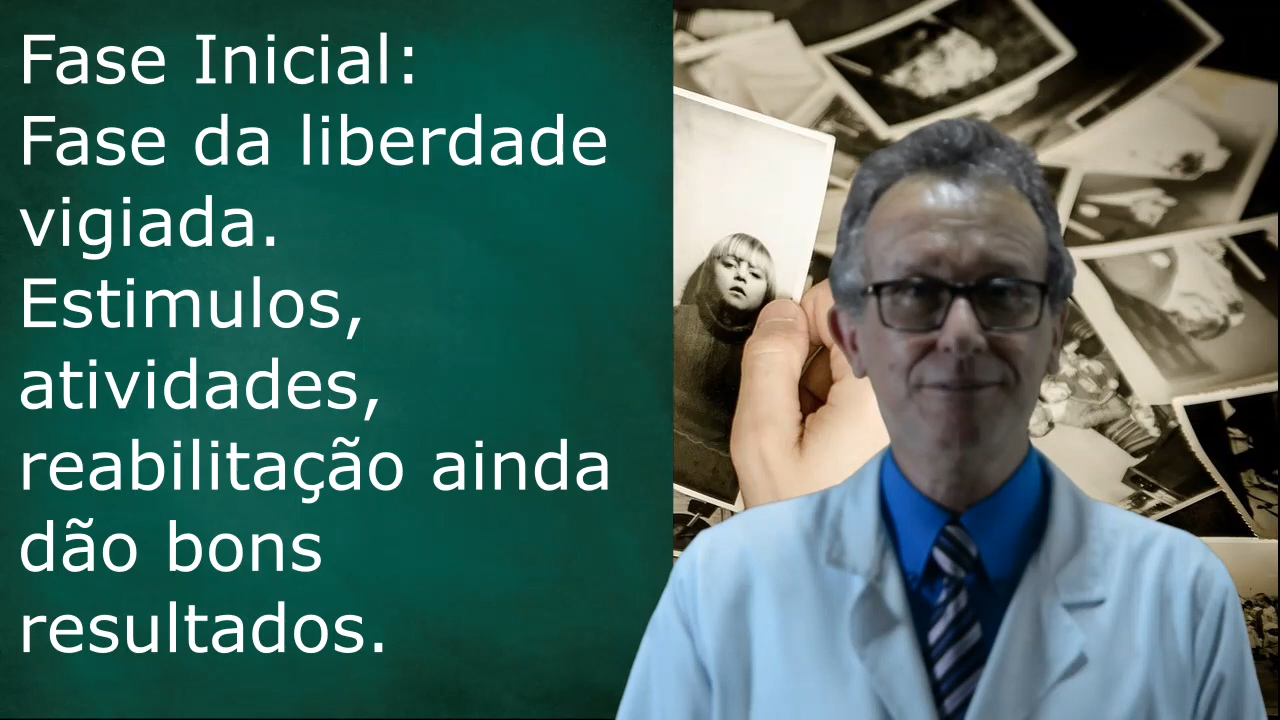 Fase Inicial:
Fase da liberdade
vigiada.
Estimulos,
atividades,
reabilitação ainda
dão bons
resultados.